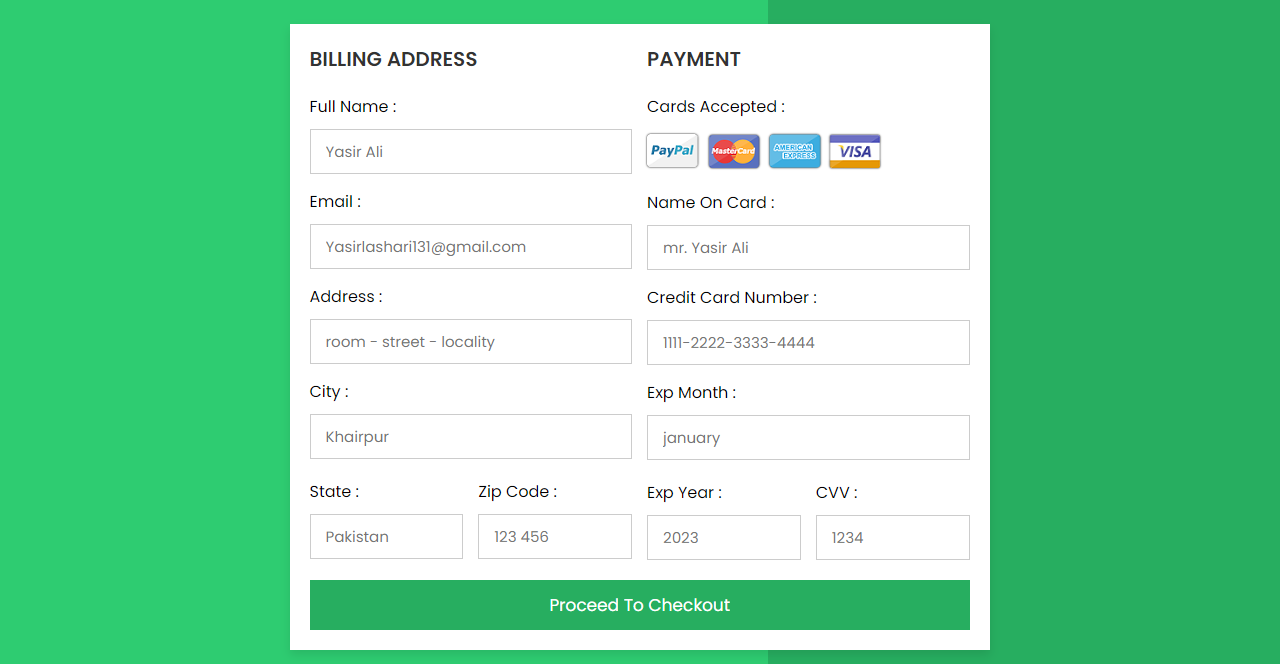 BILLING ADDRESS
Full Name :
Yasir Ali
Email :
Yasirlashari131@gmail.com
Address :
room - street - locality
City :
Khairpur
State :
Zip Code :
Pakistan
123 456
PAYMENT
Cards Accepted :
PayPal
MasterCard
AMERICAN
EXPRESS
VISA
Name On Card :
mr. Yasir Ali
Credit Card Number :
1111-2222-3333-4444
Exp Month :
january
Exp Year :
CVV :
2023
1234
Proceed To Checkout